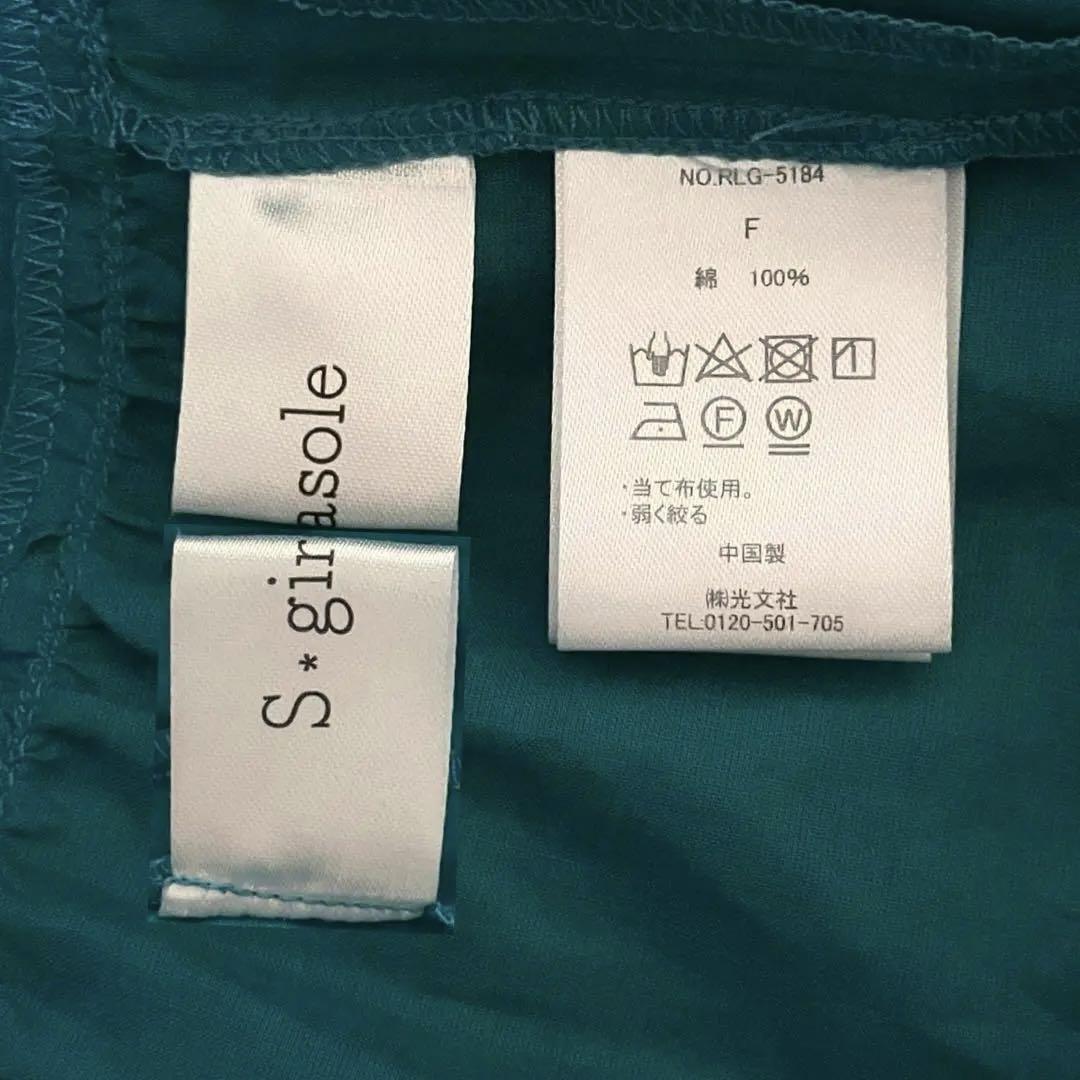 S*girasole
NO.RLG-5184
F
綿 100%
・当て布使用。
・弱く絞る
中国製
㈱光文社
TEL:0120-501-705